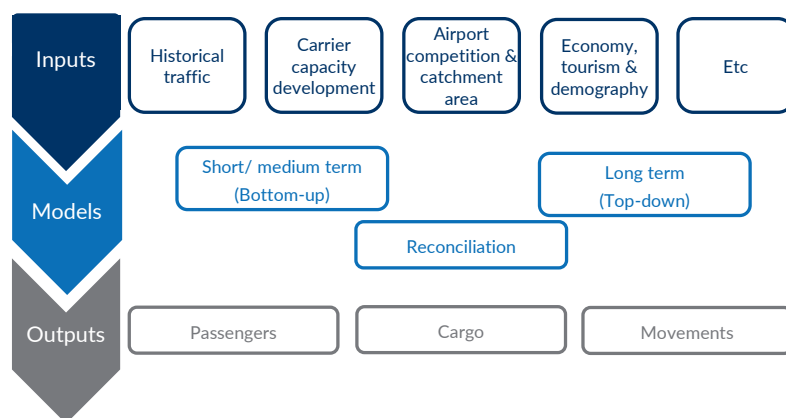 Inputs
Historical
traffic
Carrier
capacity
development
Airport
competition &
catchment
area
Economy,
tourism &
demography
Etc
Models
Short/ medium term
(Bottom-up)
Long term
(Top-down)
Reconciliation
Outputs
Passengers
Cargo
Movements